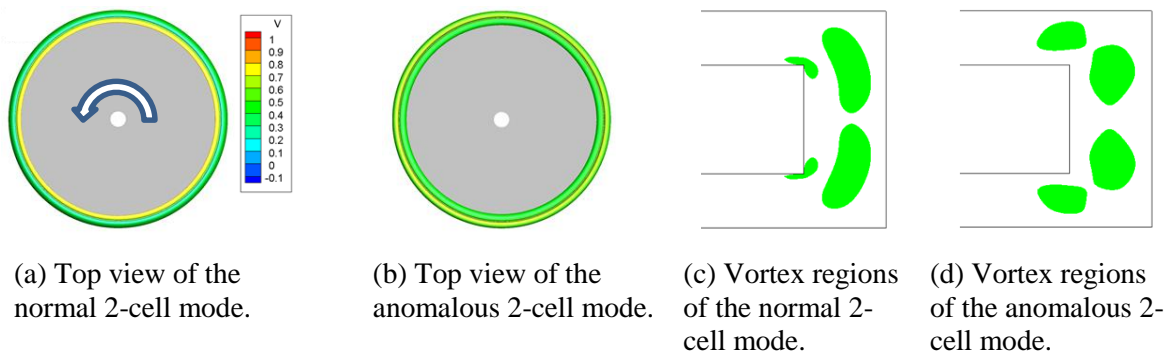 V
1
0.9
0.8
0.7
0.6
0.5
0.4
0.3
0.2
0.1
0
-0.1
(a) Top view of the
normal 2-cell mode.
(b) Top view of the
anomalous 2-cell mode.
(c) Vortex regions
of the normal 2-
cell mode.
(d) Vortex regions
of the anomalous 2-
cell mode.